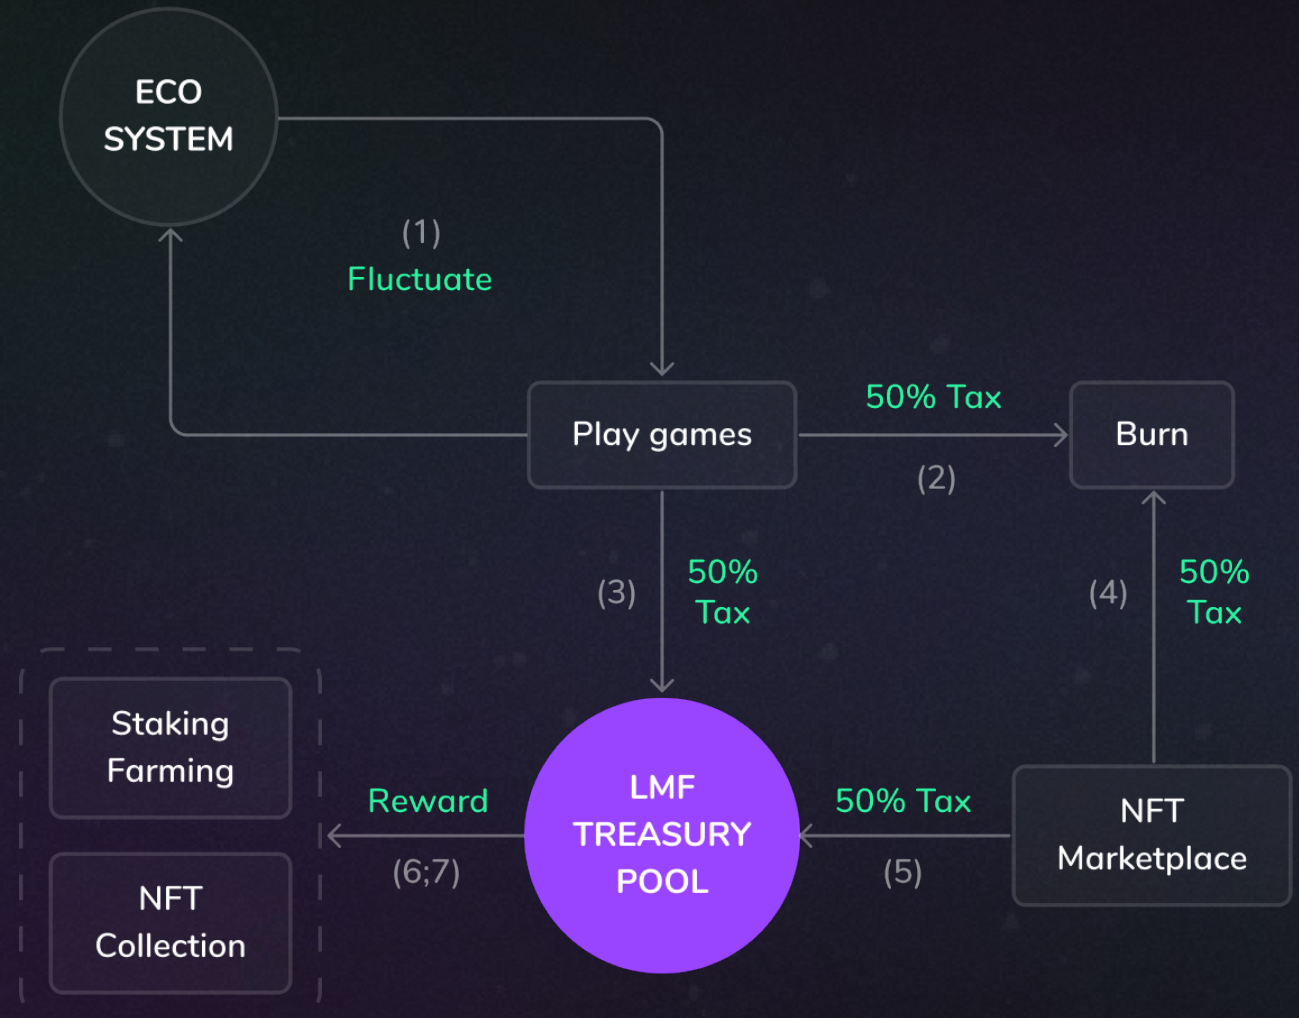 ECO
SYSTEM
(1)
Fluctuate
Play games
50% Tax
(2)
Burn
(3)
50%
Tax
(4)
50%
Tax
Staking
Farming
NFT
Collection
Reward
(6;7)
LMF
TREASURY
POOL
50% Tax
(5)
NFT
Marketplace